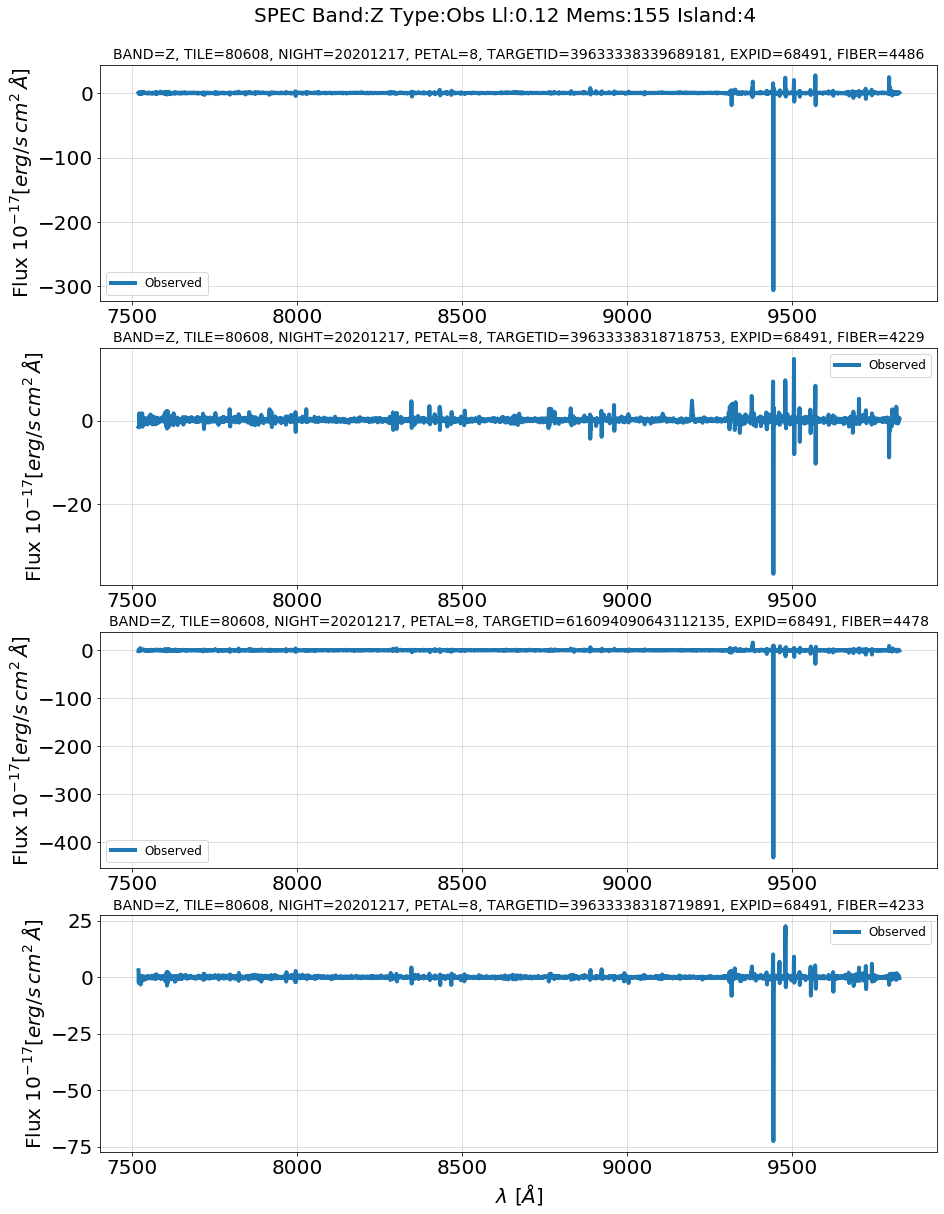 SPEC Band:Z Type:Obs Ll:0.12 Mems:155 Island:4
BAND=Z, TILE=80608, NIGHT=20201217, PETAL=8, TARGETID=39633338339689181, EXPID=68491, FIBER=4486
Flux 10^{-17}[erg/s cm^2 Å]
0
−100
−200
−300
Observed
7500 8000 8500 9000 9500
BAND=Z, TILE=80608, NIGHT=20201217, PETAL=8, TARGETID=39633338318718753, EXPID=68491, FIBER=4229
Flux 10^{-17}[erg/s cm^2 Å]
Observed
0
−20
7500 8000 8500 9000 9500
BAND=Z, TILE=80608, NIGHT=20201217, PETAL=8, TARGETID=616094090643112135, EXPID=68491, FIBER=4478
Flux 10^{-17}[erg/s cm^2 Å]
0
−100
−200
−300
−400
Observed
7500 8000 8500 9000 9500
BAND=Z, TILE=80608, NIGHT=20201217, PETAL=8, TARGETID=39633338318719891, EXPID=68491, FIBER=4233
Flux 10^{-17}[erg/s cm^2 Å]
25
Observed
0
−25
−50
−75
7500 8000 8500 9000 9500
λ [Å]